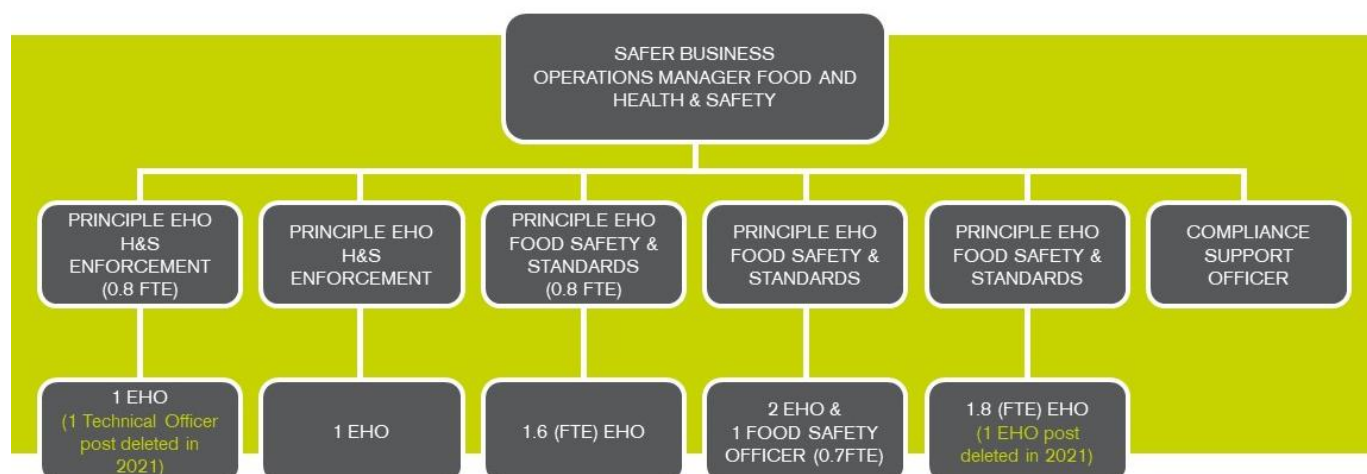 SAFER BUSINESS
OPERATIONS MANAGER FOOD AND
HEALTH & SAFETY
PRINCIPLE EHO
H&S
ENFORCEMENT
(0.8 FTE)
PRINCIPLE EHO
H&S
ENFORCEMENT
PRINCIPLE EHO
FOOD SAFETY &
STANDARDS
(0.8 FTE)
PRINCIPLE EHO
FOOD SAFETY &
STANDARDS
PRINCIPLE EHO
FOOD SAFETY &
STANDARDS
COMPLIANCE
SUPPORT
OFFICER
1 EHO
(1 Technical Officer
post deleted in
2021)
1 EHO
1.6 (FTE) EHO
2 EHO &
1 FOOD SAFETY
OFFICER (0.7FTE)
1.8 (FTE) EHO
(1 EHO post
deleted in 2021)